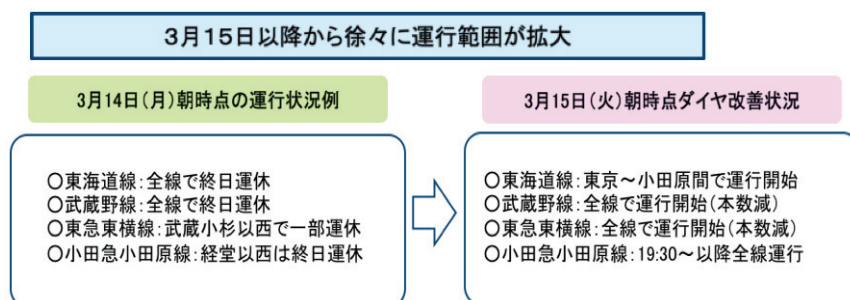 3月15日以降から徐々に運行範囲が拡大
3月14日(月)朝時点の運行状況例
○東海道線:全線で終日運休
○武蔵野線:全線で終日運休
○東急東横線:武蔵小杉以西で一部運休
○小田急小田原線:経堂以西は終日運休
3月15日(火)朝時点ダイヤ改善状況
○東海道線:東京~小田原間で運行開始
○武蔵野線:全線で運行開始(本数減)
○東急東横線:全線で運行開始(本数減)
○小田急小田原線:19:30~以降全線運行